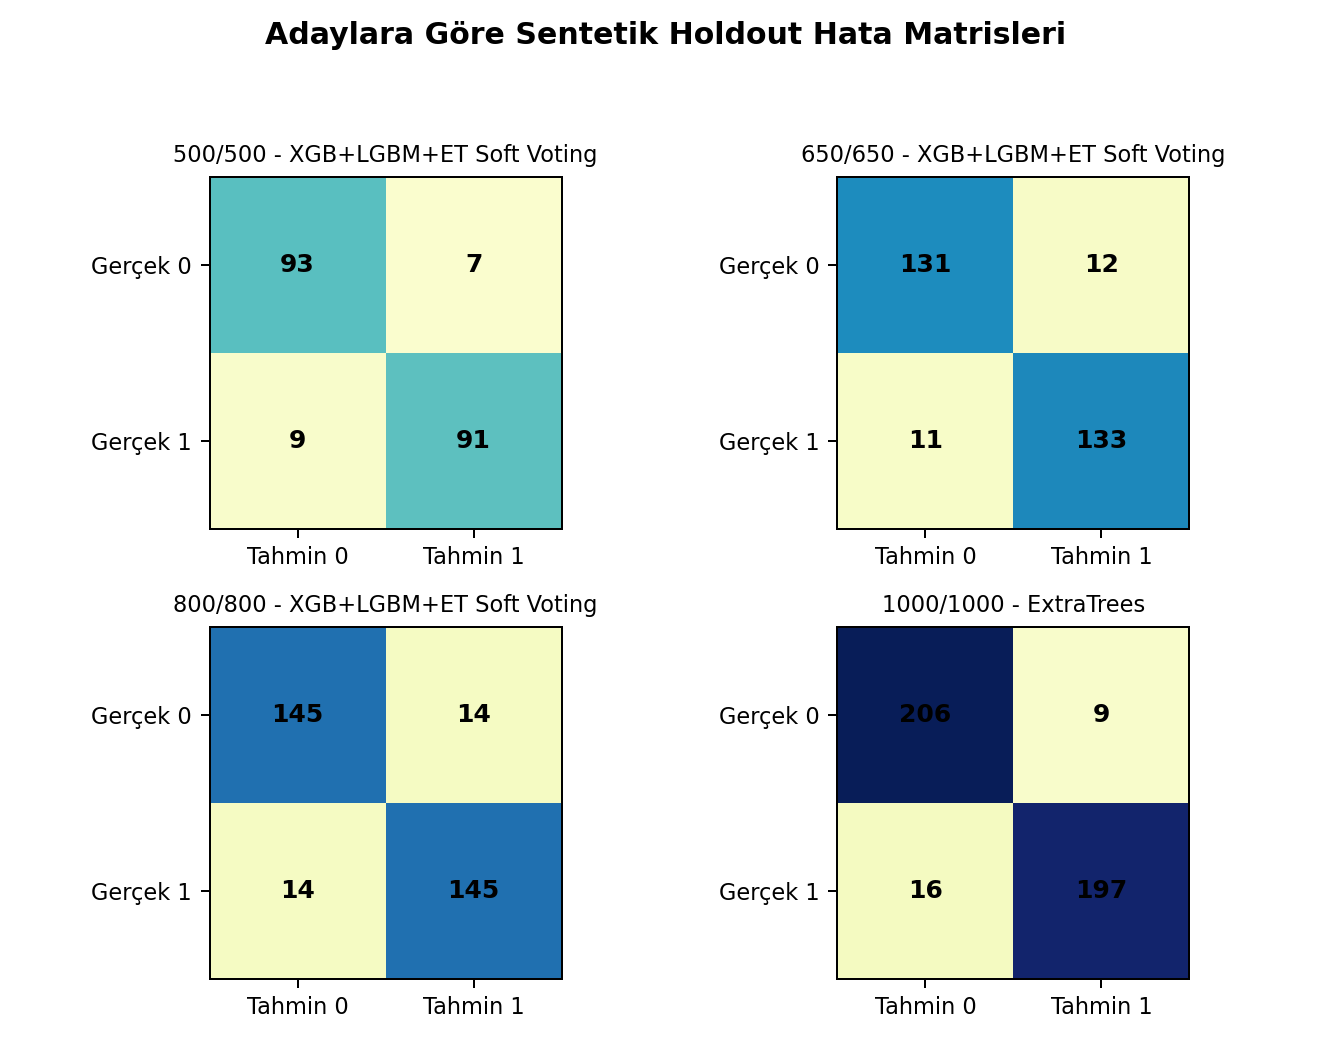 Adaylara Göre Sentetik Holdout Hata Matrisleri
500/500 - XGB+LGBM+ET Soft Voting
Gerçek 0
93
7
Gerçek 1
9
91
Tahmin 0
Tahmin 1
650/650 - XGB+LGBM+ET Soft Voting
Gerçek 0
131
12
Gerçek 1
11
133
Tahmin 0
Tahmin 1
800/800 - XGB+LGBM+ET Soft Voting
Gerçek 0
145
14
Gerçek 1
14
145
Tahmin 0
Tahmin 1
1000/1000 - ExtraTrees
Gerçek 0
206
9
Gerçek 1
16
197
Tahmin 0
Tahmin 1